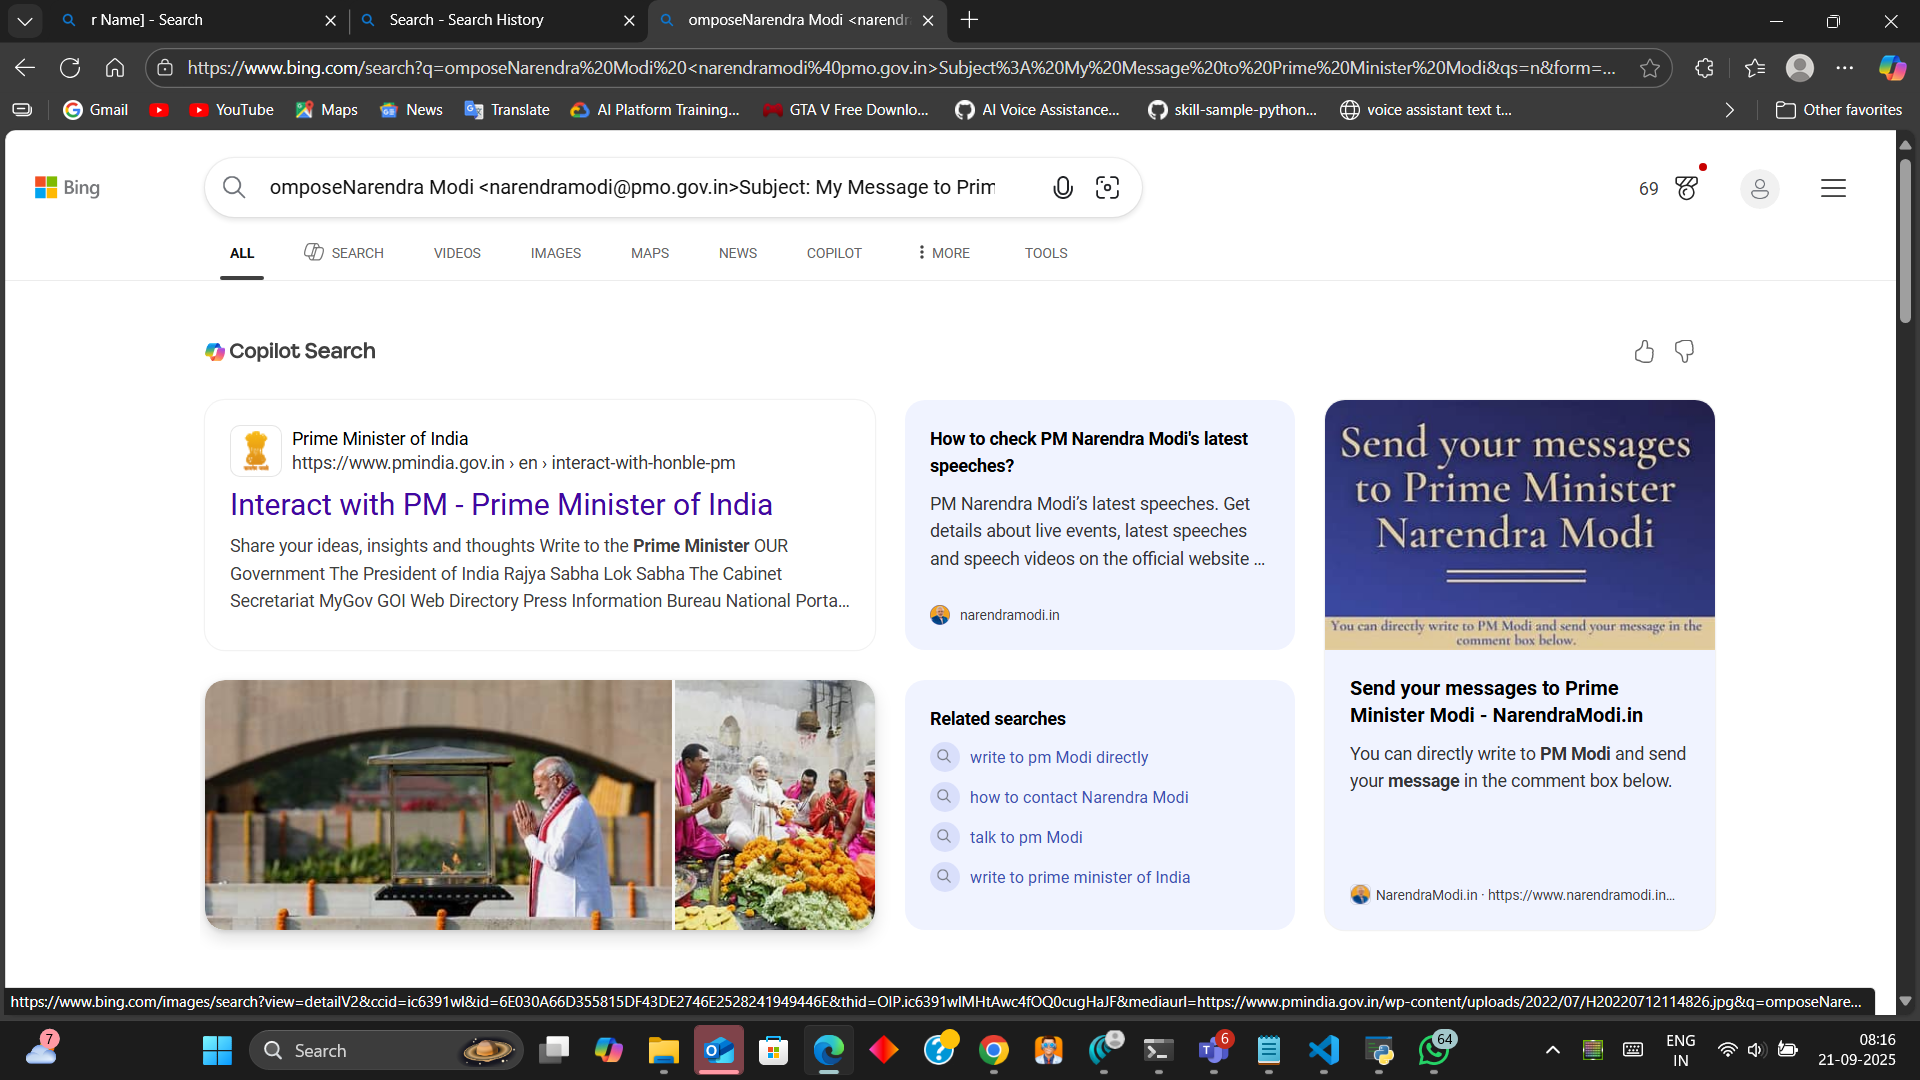 r Name] - Search
Search - Search History
omposeNarendra Modi <narendr
https://www.bing.com/search?q=omposeNarendra%20Modi%20<narendramodi%40pmo.gov.in>Subject%3A%20My%20Message%20to%20Prime%20Minister%20Modi&qs=n&form=...
Gmail
YouTube
Maps
News
Translate
AI Platform Training...
GTA V Free Downlo...
AI Voice Assistance...
skill-sample-python...
voice assistant text t...
Other favorites
Bing
omposeNarendra Modi <narendramodi@pmo.gov.in>Subject: My Message to Prim
69
ALL
SEARCH
VIDEOS
IMAGES
MAPS
NEWS
COPILOT
MORE
TOOLS
Copilot Search
Prime Minister of India
https://www.pmindia.gov.in › en › interact-with-honble-pm
Interact with PM - Prime Minister of India
Share your ideas, insights and thoughts Write to the Prime Minister OUR
Government The President of India Rajya Sabha Lok Sabha The Cabinet
Secretariat MyGov GOI Web Directory Press Information Bureau National Porta...
How to check PM Narendra Modi's latest
speeches?
PM Narendra Modi's latest speeches. Get
details about live events, latest speeches
and speech videos on the official website ...
narendramodi.in
Send your messages
to Prime Minister
Narendra Modi
You can directly write to PM Modi and send your message in the
comment box below.
Send your messages to Prime
Minister Modi - NarendraModi.in
You can directly write to PM Modi and send
your message in the comment box below.
NarendraModi.in · https://www.narendramodi.in...
Related searches
write to pm Modi directly
how to contact Narendra Modi
talk to pm Modi
write to prime minister of India
https://www.bing.com/images/search?view=detailV2&ccid=ic6391wl&id=6E030A66D355815DF43DE2746E2528241949446E&thid=OIP.ic6391wlMHtAwc4fOQ0cugHaJF&mediaurl=https://www.pmindia.gov.in/wp-content/uploads/2022/07/H20220712114826.jpg&q=omposeNare...
7
Search
6
64
ENG
IN
08:16
21-09-2025